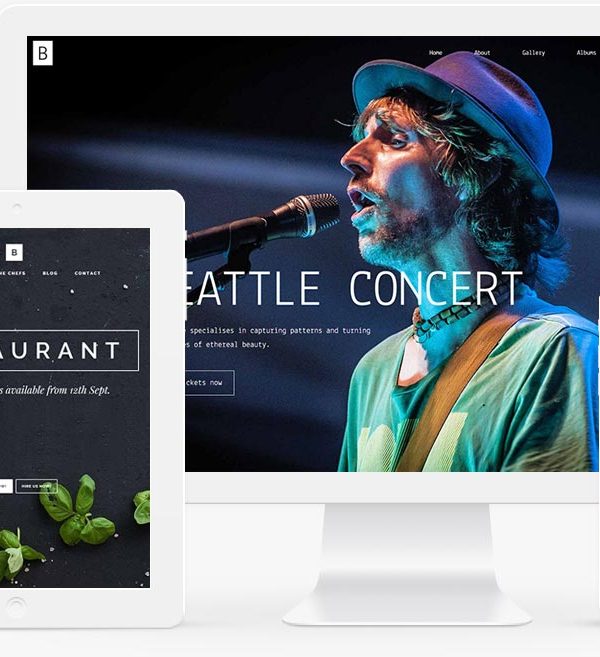 B
Home About Gallery Albums
EATTLE CONCERT
specialises in capturing patterns and turning
es of ethereal beauty.
ckets now
B
HE CHEFS BLOG CONTACT
AURANT
s available from 12th Sept.
HIRE US NOW!